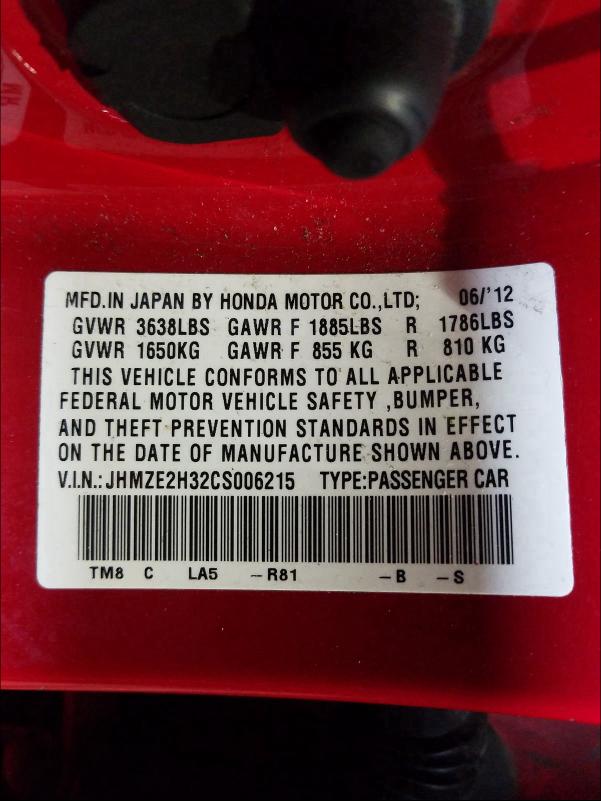 MFD.IN JAPAN BY HONDA MOTOR CO.,LTD; 06/'12
GVWR 3638LBS GAWR F 1885LBS R 1786LBS
GVWR 1650KG GAWR F 855 KG R 810 KG
THIS VEHICLE CONFORMS TO ALL APPLICABLE
FEDERAL MOTOR VEHICLE SAFETY ,BUMPER,
AND THEFT PREVENTION STANDARDS IN EFFECT
ON THE DATE OF MANUFACTURE SHOWN ABOVE.
V.I.N.: JHMZE2H32CS006215 TYPE:PASSENGER CAR
TM8 C LA5 –R81 –B –S